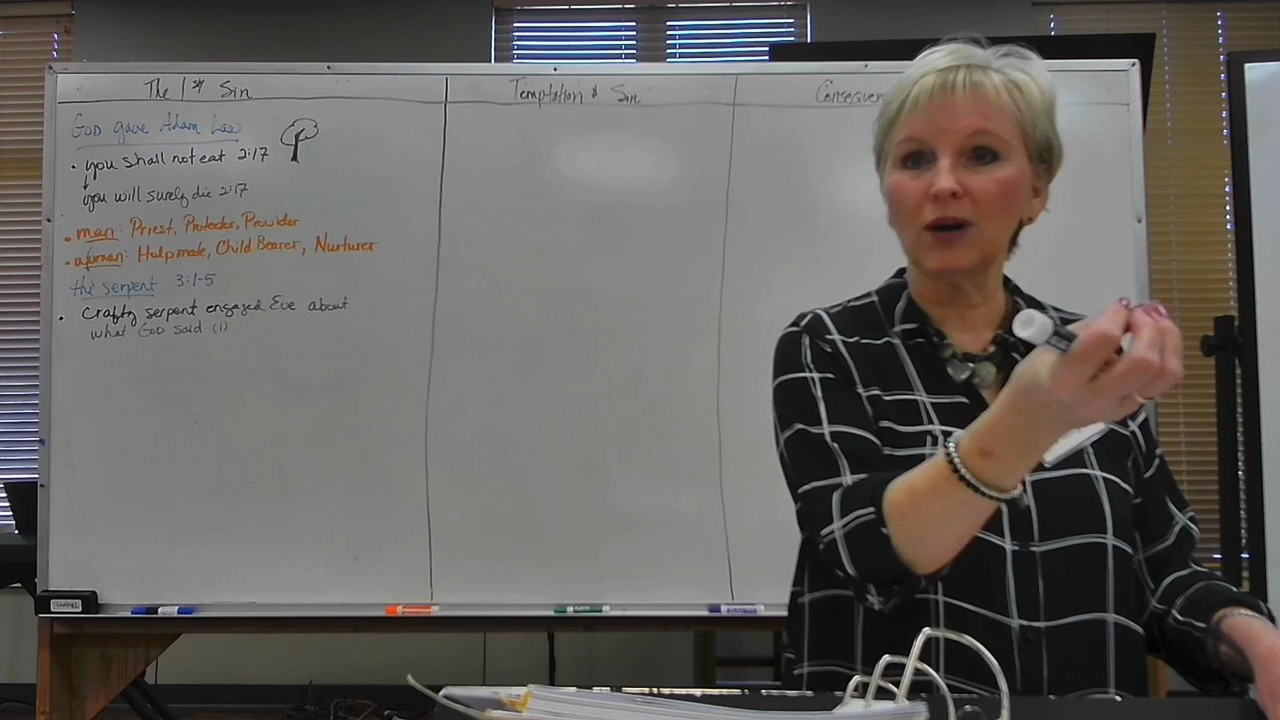 The 1st Sin
Temptation & Sin
Consequen
GOD gave Adam Law
• you shall not eat 2:17
you will surely die 2:17
• man: Priest, Protector, Provider
• woman: Helpmate, Child Bearer, Nurturer
the serpent 3:1-5
• Crafty serpent engaged Eve about
what GOD said (1)